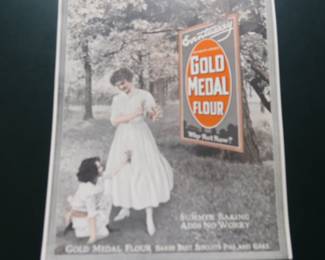 Eventually
GOLD
MEDAL
FLOUR
Why Not Now?
SUMMER BAKING
ADDS NO WORRY
GOLD MEDAL FLOUR BAKES BEST BISCUITS PIES AND CAKE